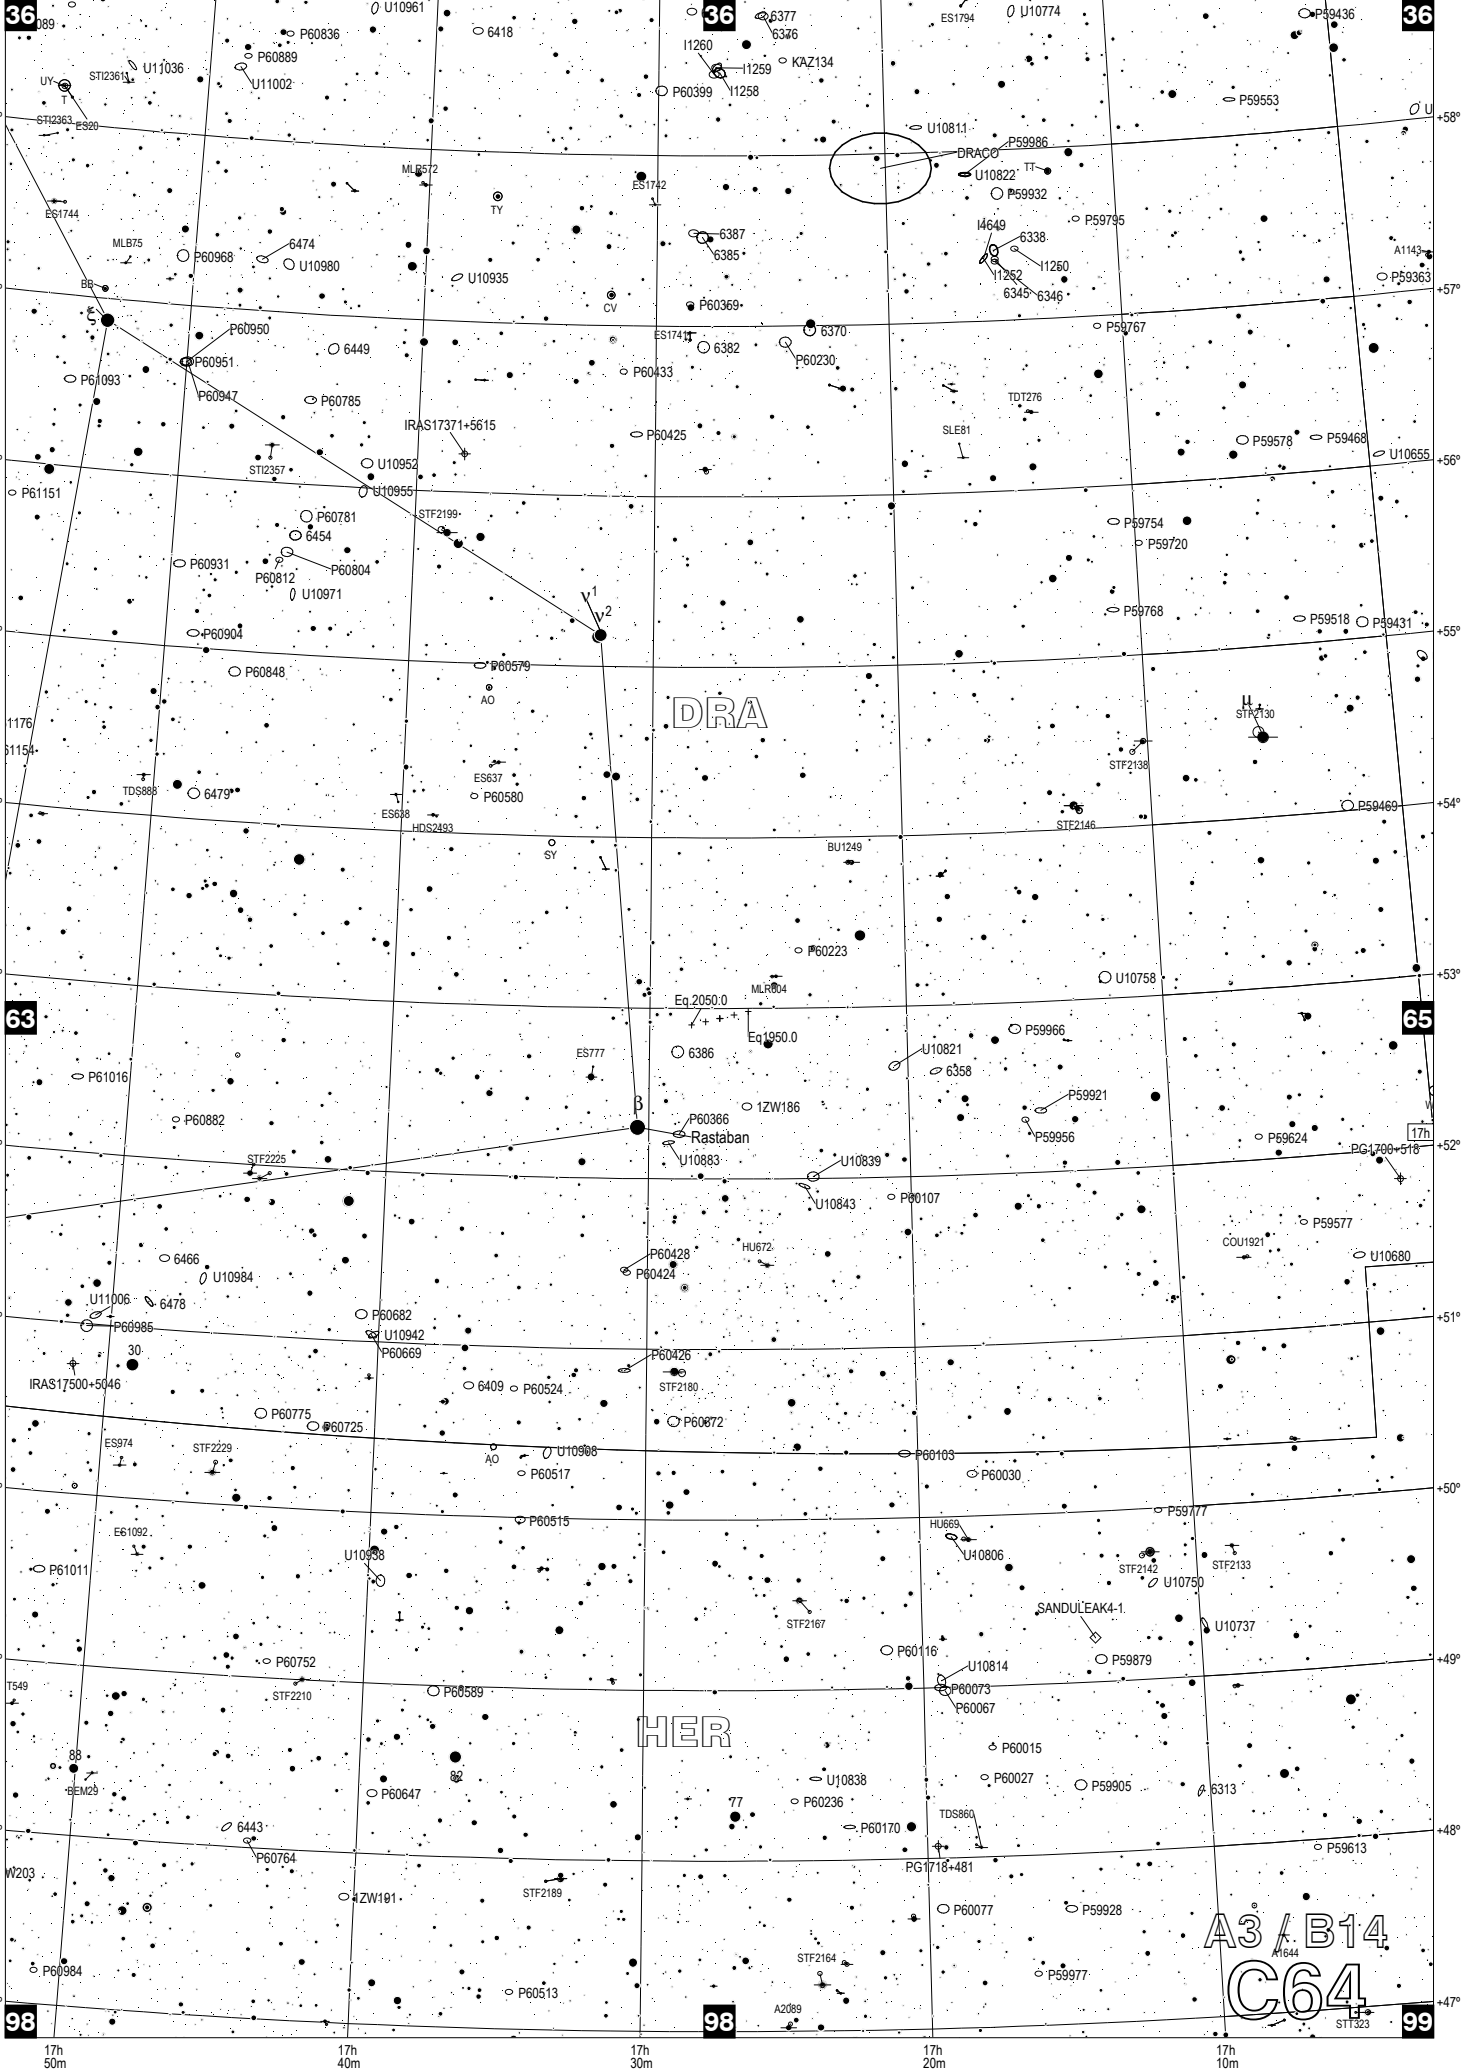 36
36
36
089
U10961
P60836
6418
6377
6376
ES1794
U10774
P59436
P60889
U11036
STI2361
UY
T
U11002
I1260
I1259
I1258
KAZ134
P60399
P59553
STI2363
ES20
U
+58°
U10811
P59986
DRACO
U10822
TT
P59932
MLR572
ES1742
TY
ES1744
P59795
MLB75
6474
P60968
U10980
6387
6385
I4649
6338
I1250
I1252
6345
6346
A1143
P59363
U10935
BB
CV
P60369
+57°
ξ
P60950
P60951
P60947
P61093
6449
ES1741
6382
6370
P60230
P59767
P60433
P60785
TDT276
IRAS17371+5615
P60425
SLE81
P59578
P59468
U10655
+56°
STI2357
U10952
U10955
P61151
P60781
6454
STF2199
P59754
P59720
P60931
P60812
P60804
U10971
ν1
ν2
P59768
P59518
P59431
+55°
P60904
P60848
P60579
AO
DRA
µ
STF2130
1176
61154
STF2138
ES637
TDS888
6479
P60580
ES638
HDS2493
STF2146
P59469
+54°
SY
BU1249
P60223
MLR604
U10758
+53°
63
65
Eq.2050.0
Eq1950.0
P59966
6386
U10821
6358
ES777
P61016
1ZW186
P59921
P59956
P60882
β
P60366
Rastaban
U10883
P59624
17h
+52°
PG1700+518
STF2225
U10839
U10843
P60107
P59577
COU1921
U10680
6466
U10984
P60428
P60424
HU672
U11006
6478
P60985
P60682
U10942
P60669
+51°
30
IRAS17500+5046
P60426
STF2180
6409
P60524
P60775
P60725
P60372
ES974
STF2229
AO
U10908
P60517
P60103
P60030
+50°
P60515
P59777
ES1092
U10938
HU669
U10806
STF2142
STF2133
U10750
P61011
STF2167
SANDULEAK4-1
U10737
P60116
P59879
+49°
P60752
STF2210
T549
P60589
U10814
P60073
P60067
HER
P60015
88
BEM29
82
P60647
U10838
P60236
P60027
P59905
6313
77
6443
P60764
P60170
TDS860
PG1718+481
+48°
P59613
W203
1ZW191
STF2189
P60077
P59928
A3 / B14
A1644
C64
P60984
STF2164
P59977
P60513
A2089
+47°
STT323
98
98
99
17h
50m
17h
40m
17h
30m
17h
20m
17h
10m